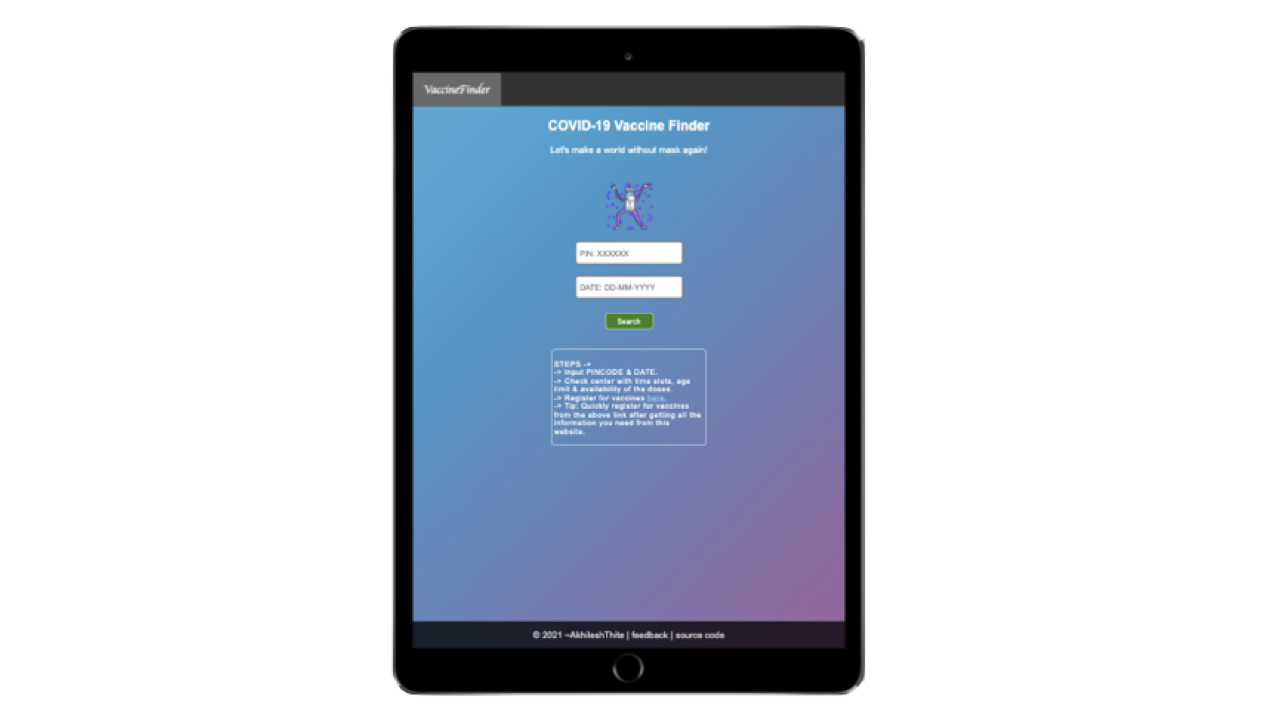 VaccineFinder
COVID-19 Vaccine Finder
Let's make a world without mask again!
PIN: XXXXXX
DATE: DD-MM-YYYY
Search
STEPS ->
-> Input PINCODE & DATE.
-> Check center with time slots, age
limit & availability of the doses.
-> Register for vaccines here.
-> Tip: Quickly register for vaccines
from the above link after getting all the
information you need from this
website.
© 2021 ~AkhileshThite | feedback | source code